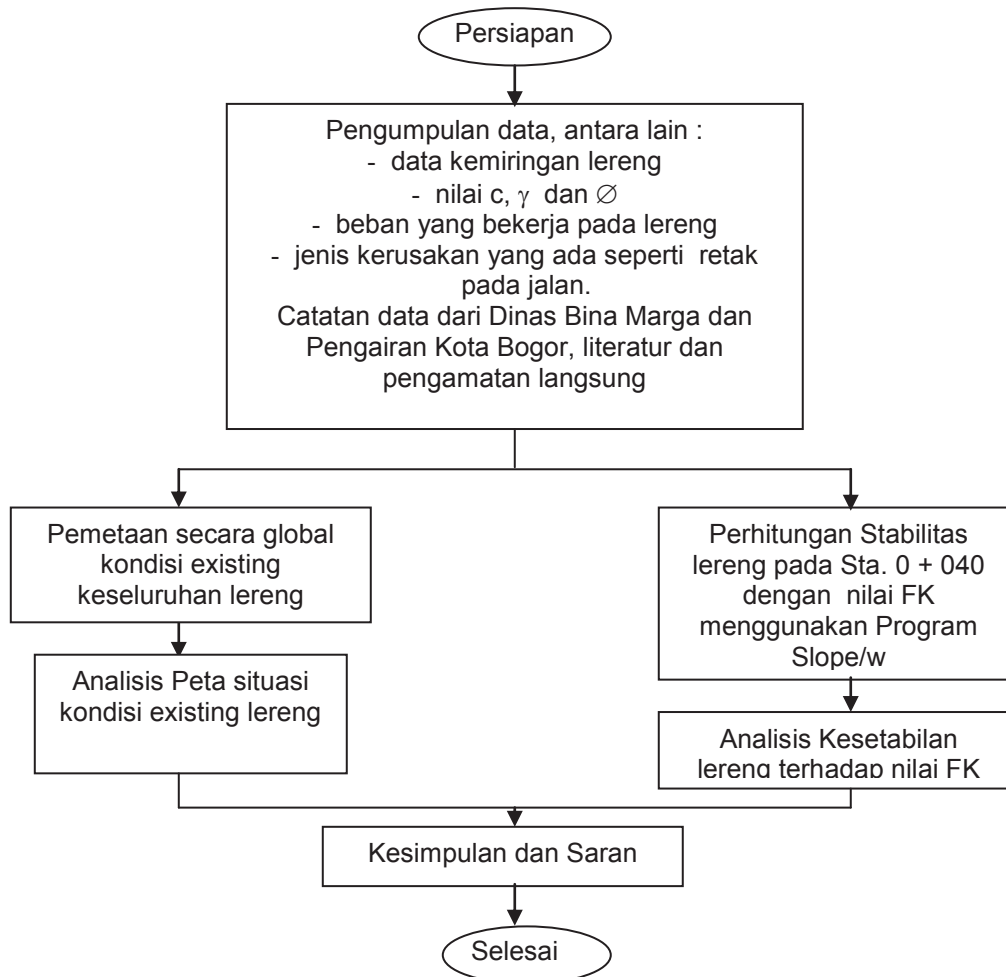 Persiapan
Pengumpulan data, antara lain :
- data kemiringan lereng
- nilai c, γ dan ∅
- beban yang bekerja pada lereng
- jenis kerusakan yang ada seperti retak
pada jalan.
Catatan data dari Dinas Bina Marga dan
Pengairan Kota Bogor, literatur dan
pengamatan langsung
Pemetaan secara global
kondisi existing
keseluruhan lereng
Analisis Peta situasi
kondisi existing lereng
Perhitungan Stabilitas
lereng pada Sta. 0 + 040
dengan nilai FK
menggunakan Program
Slope/w
Analisis Kesetabilan
lereng terhadap nilai FK
Kesimpulan dan Saran
Selesai